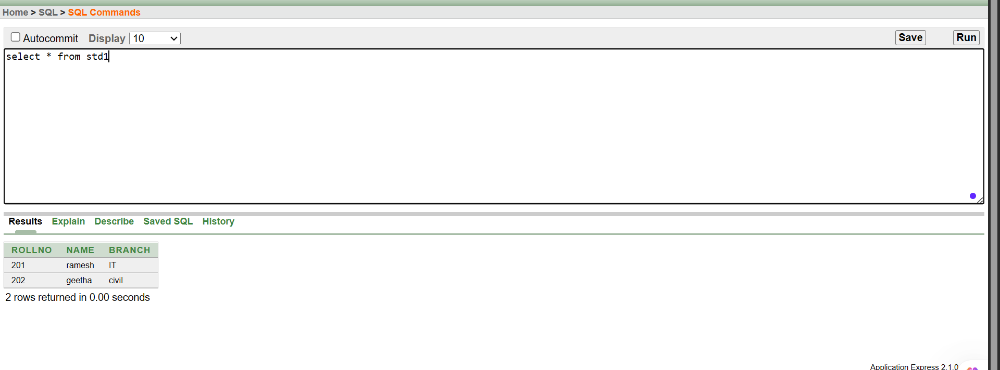 Home > SQL > SQL Commands
Autocommit Display 10 Save Run
select * from std1
Results Explain Describe Saved SQL History
ROLLNO NAME BRANCH
201 ramesh IT
202 geetha civil
2 rows returned in 0.00 seconds
Application Express 2.1.0